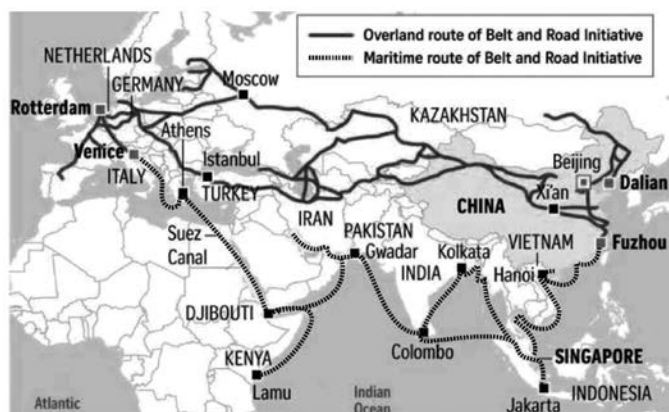 Overland route of Belt and Road Initiative
Maritime route of Belt and Road Initiative
NETHERLANDS
GERMANY
Moscow
Rotterdam
Athens
KAZAKHSTAN
Venice
Istanbul
Beijing
ITALY
TURKEY
Xi'an
Dalian
CHINA
IRAN
Suez
Canal
PAKISTAN
Gwadar
Kolkata
VIETNAM
Fuzhou
INDIA
Hanoi
DJIBOUTI
KENYA
Lamu
Colombo
SINGAPORE
Atlantic
Indian
Ocean
Jakarta
INDONESIA